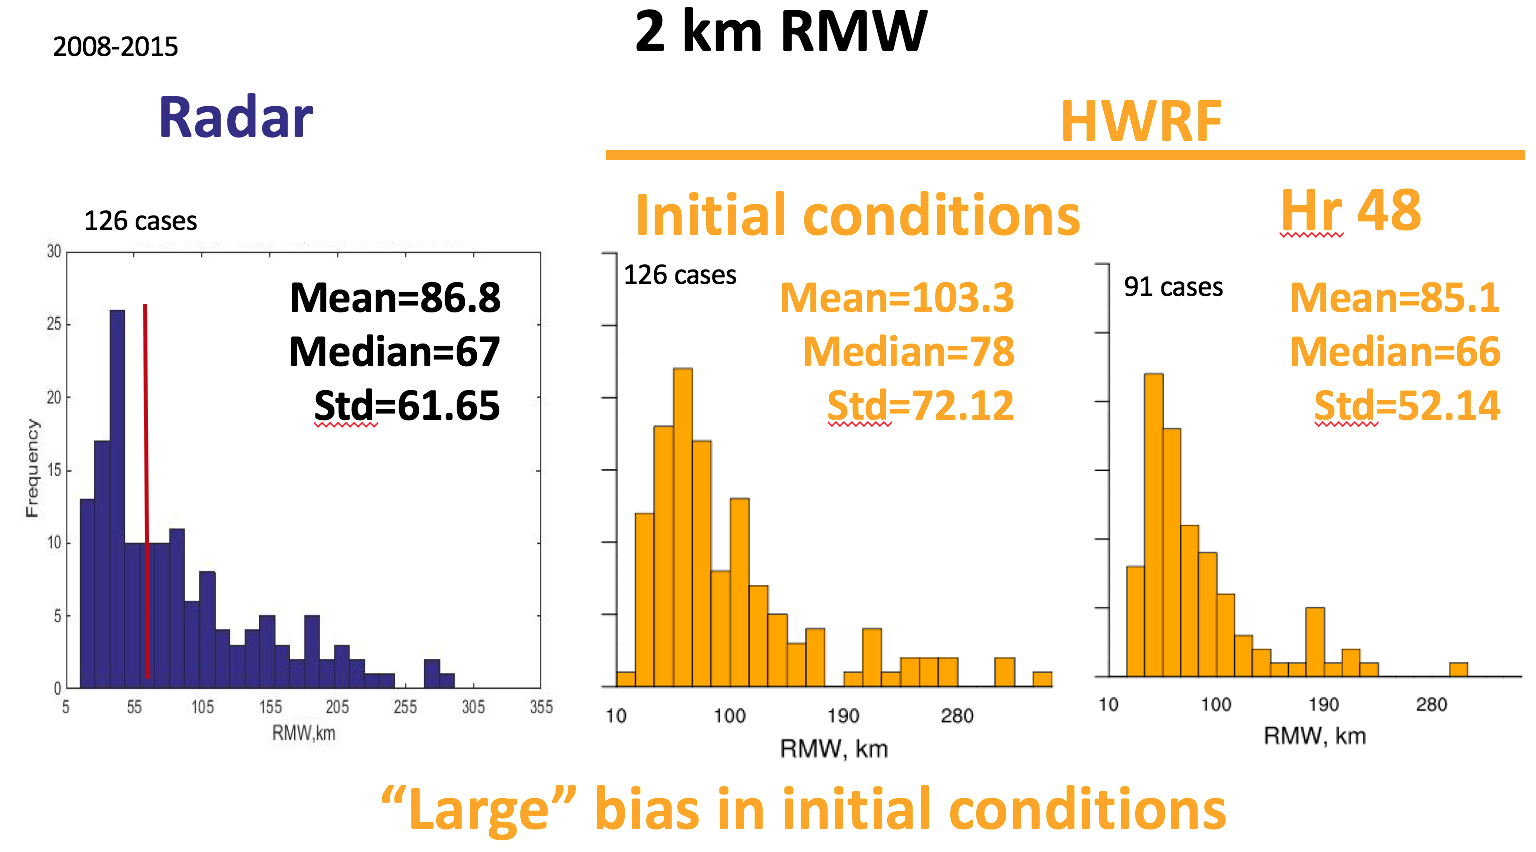 2 km RMW
2008-2015
Radar
HWRF
Initial conditions
Hr 48
126 cases
30
25
20
15
10
5
0
Frequency
Mean=86.8
Median=67
Std=61.65
5 55 105 155 205 255 305 355
RMW,km
126 cases
Mean=103.3
Median=78
Std=72.12
10 100 190 280
RMW, km
91 cases
Mean=85.1
Median=66
Std=52.14
10 100 190 280
RMW, km
“Large” bias in initial conditions